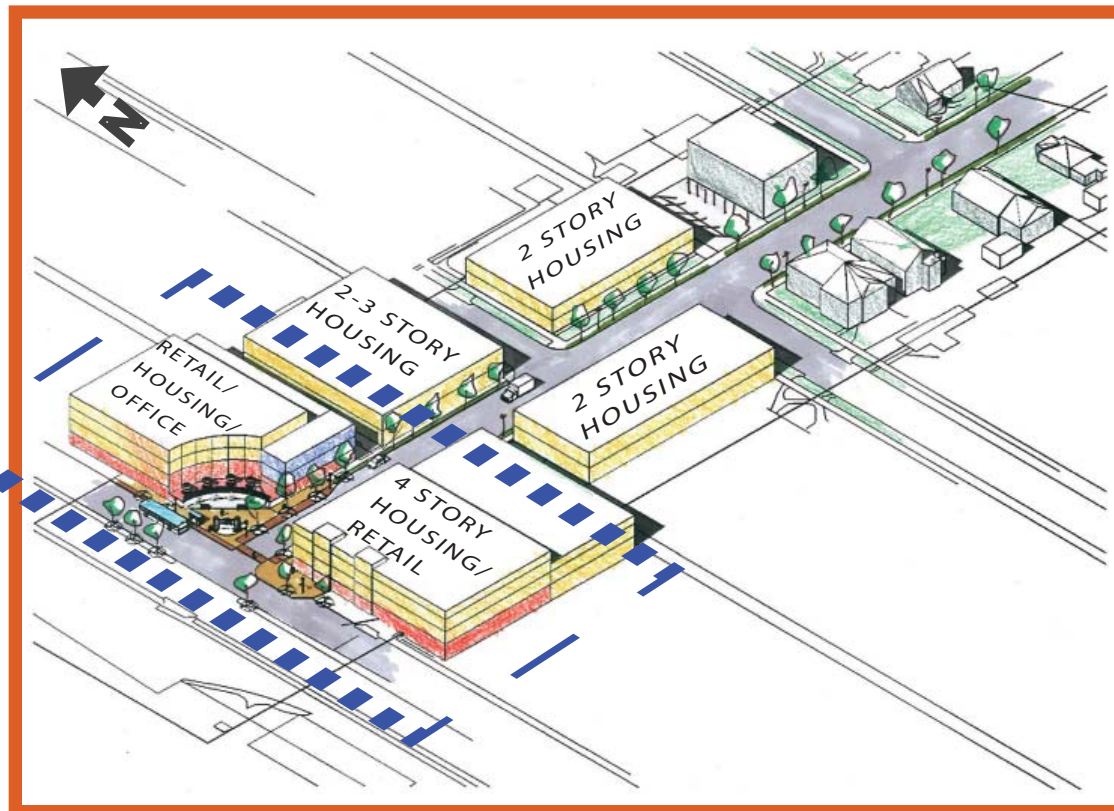 N
2 STORY
HOUSING
2-3 STORY
HOUSING
RETAIL/
HOUSING/
OFFICE
2 STORY
HOUSING
4 STORY
HOUSING/
RETAIL